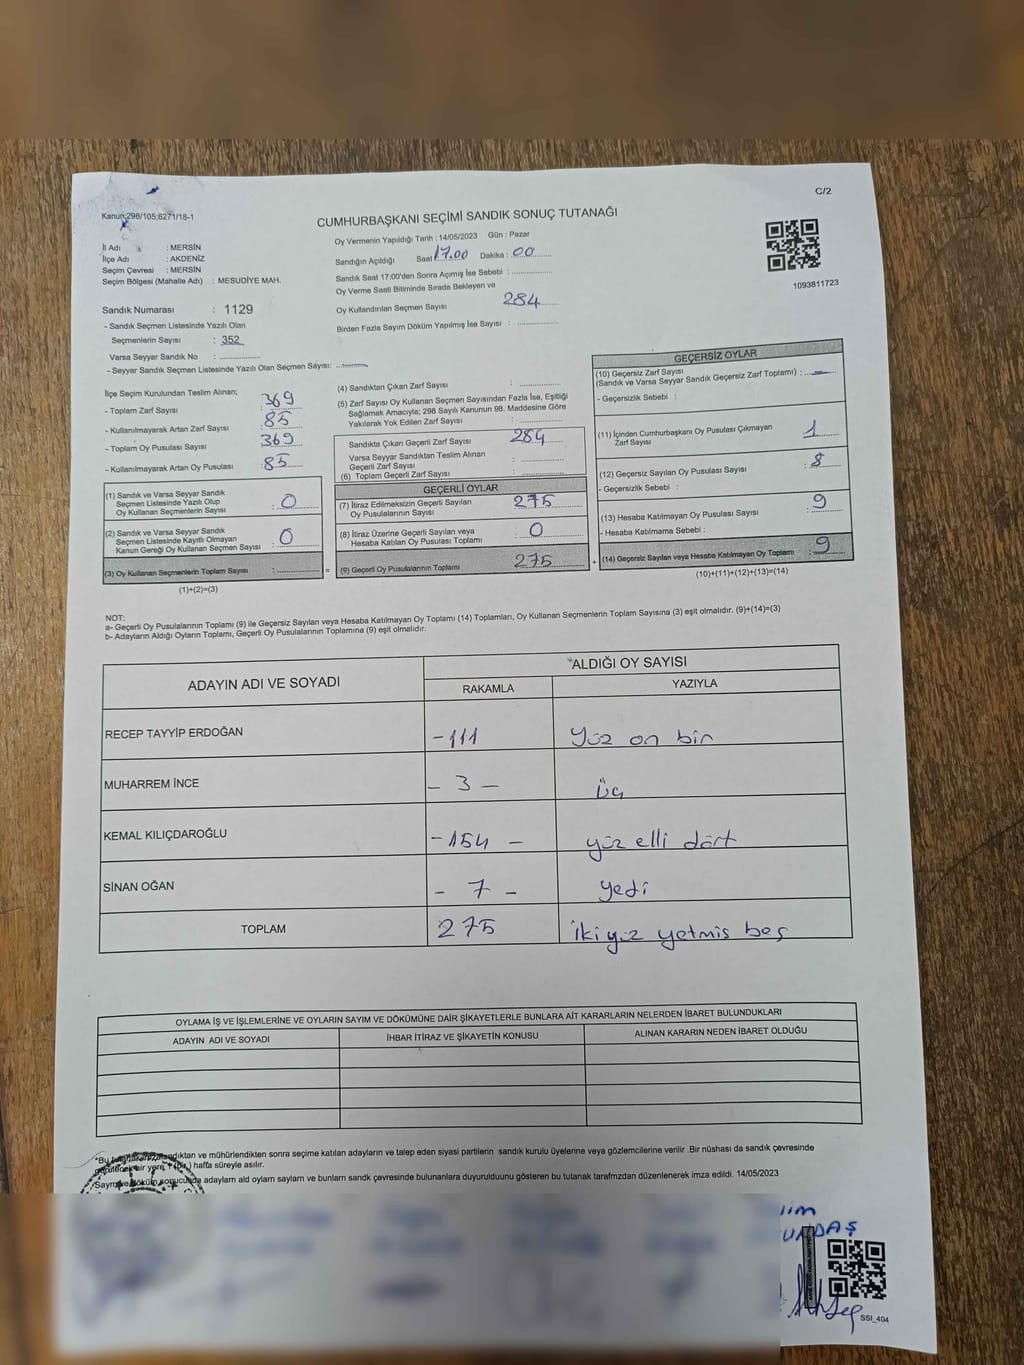 C/2
Kanun:298/105;6271/18-1
CUMHURBAŞKANI SEÇİMİ SANDIK SONUÇ TUTANAĞI
İl Adı : MERSİN
İlçe Adı : AKDENİZ
Seçim Çevresi : MERSİN
Seçim Bölgesi (Mahalle Adı) : MESUDİYE MAH.
Sandık Numarası : 1129
- Sandık Seçmen Listesinde Yazılı Olan
Seçmenlerin Sayısı : 352
Varsa Seyyar Sandık No :
- Seyyar Sandık Seçmen Listesinde Yazılı Olan Seçmen Sayısı:
Oy Vermenin Yapıldığı Tarih : 14/05/2023 Gün : Pazar
Sandığın Açıldığı Saat 17.00 Dakika : 00
Sandık Saat 17:00'den Sonra Açımış İse Sebebi :
Oy Verme Saati Bitiminde Sırada Bekleyen ve
Oy Kullandırılan Seçmen Sayısı 284
Birden Fazla Sayım Döküm Yapılmış İse Sayısı :
1093811723
İlçe Seçim Kurulundan Teslim Alınan;
- Toplam Zarf Sayısı 369
- Kullanılmayarak Artan Zarf Sayısı 85
- Toplam Oy Pusulası Sayısı 369
- Kullanılmayarak Artan Oy Pusulası 85
(1) Sandık ve Varsa Seyyar Sandık
Seçmen Listesinde Yazılı Olup
Oy Kullanan Seçmenlerin Sayısı : 0
(2) Sandık ve Varsa Seyyar Sandık
Seçmen Listesinde Kayıtlı Olmayan
Kanun Gereği Oy Kullanan Seçmen Sayısı : 0
(3) Oy Kullanan Seçmenlerin Toplam Sayısı :
(1)+(2)=(3)
(4) Sandıktan Çıkan Zarf Sayısı :
(5) Zarf Sayısı Oy Kullanan Seçmen Sayısından Fazla İse, Eşitliği
Sağlamak Amacıyla; 298 Sayılı Kanunun 98. Maddesine Göre
Yakılarak Yok Edilen Zarf Sayısı :
Sandıkta Çıkan Geçerli Zarf Sayısı 284
Varsa Seyyar Sandıktan Teslim Alınan
Geçerli Zarf Sayısı :
(6) Toplam Geçerli Zarf Sayısı :
GEÇERLİ OYLAR
(7) İtiraz Edilmeksizin Geçerli Sayılan
Oy Pusulalarının Sayısı 275
(8) İtiraz Üzerine Geçerli Sayılan veya
Hesaba Katılan Oy Pusulası Toplamı 0
(9) Geçerli Oy Pusulalarının Toplamı 275
GEÇERSİZ OYLAR
(10) Geçersiz Zarf Sayısı
(Sandık ve Varsa Seyyar Sandık Geçersiz Zarf Toplamı) :
- Geçersizlik Sebebi :
(11) İçinden Cumhurbaşkanı Oy Pusulası Çıkmayan
Zarf Sayısı 1
(12) Geçersiz Sayılan Oy Pusulası Sayısı : 8
- Geçersizlik Sebebi :
(13) Hesaba Katılmayan Oy Pusulası Sayısı 9
- Hesaba Katılmama Sebebi :
(14) Geçersiz Sayılan veya Hesaba Katılmayan Oy Toplamı 9
(10)+(11)+(12)+(13)=(14)
NOT:
a- Geçerli Oy Pusulalarının Toplamı (9) ile Geçersiz Sayılan veya Hesaba Katılmayan Oy Toplamı (14) Toplamları, Oy Kullanan Seçmenlerin Toplam Sayısına (3) eşit olmalıdır. (9)+(14)=(3)
b- Adayların Aldığı Oyların Toplamı, Geçerli Oy Pusulalarının Toplamına (9) eşit olmalıdır.
ADAYIN ADI VE SOYADI
ALDIĞI OY SAYISI
RAKAMLA YAZIYLA
RECEP TAYYİP ERDOĞAN -111 Yüz on bir
MUHARREM İNCE - 3 - üç
KEMAL KILIÇDAROĞLU -154 - yüz elli dört
SİNAN OĞAN - 7 - yedi
TOPLAM 275 iki yüz yetmiş beş
OYLAMA İŞ VE İŞLEMLERİNE VE OYLARIN SAYIM VE DÖKÜMÜNE DAİR ŞİKAYETLERLE BUNLARA AİT KARARLARIN NELERDEN İBARET BULUNDUKLARI
ADAYIN ADI VE SOYADI İHBAR İTİRAZ VE ŞİKAYETİN KONUSU ALINAN KARARIN NEDEN İBARET OLDUĞU
*Bu dıktan ve mühürlendikten sonra seçime katılan adayların ve talep eden siyasi partilerin sandık kurulu üyelerine veya gözlemcilerine verilir .Bir nüshası da sandık çevresinde
bir yere, (bir) hafta süreyle asılır.
Sayım ve döküm sonucunda adayları ald oyları sayları ve bunları sandk çevresinde bulunanlara duyurulduunu gösteren bu tutanak tarafmzdan düzenlenerek imza edildi. 14/05/2023
SSI_404